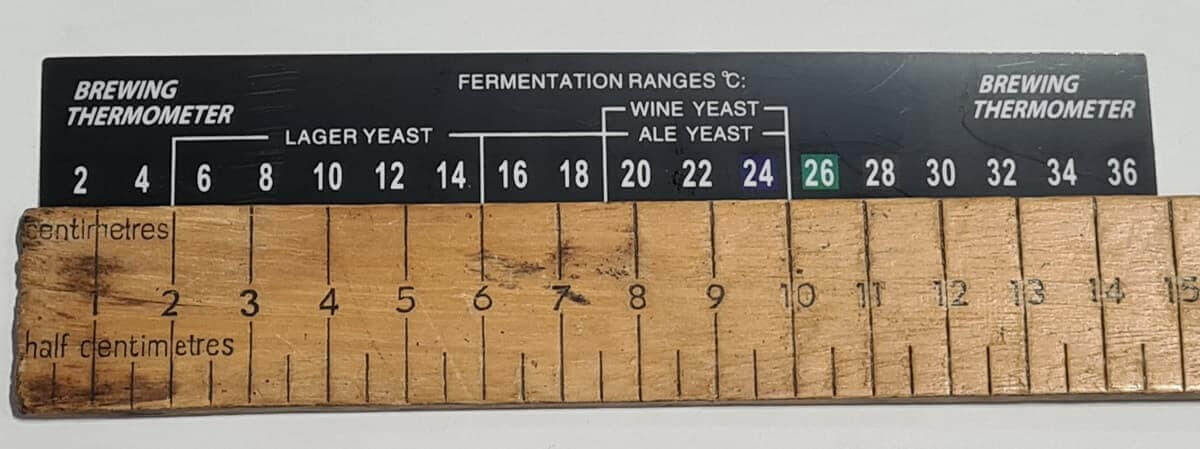 BREWING
THERMOMETER
FERMENTATION RANGES °C:
WINE YEAST
LAGER YEAST ALE YEAST
BREWING
THERMOMETER
2 4 6 8 10 12 14 16 18 20 22 24 26 28 30 32 34 36
centimetres
1 2 3 4 5 6 7 8 9 10 11 12 13 14 15
half centimetres